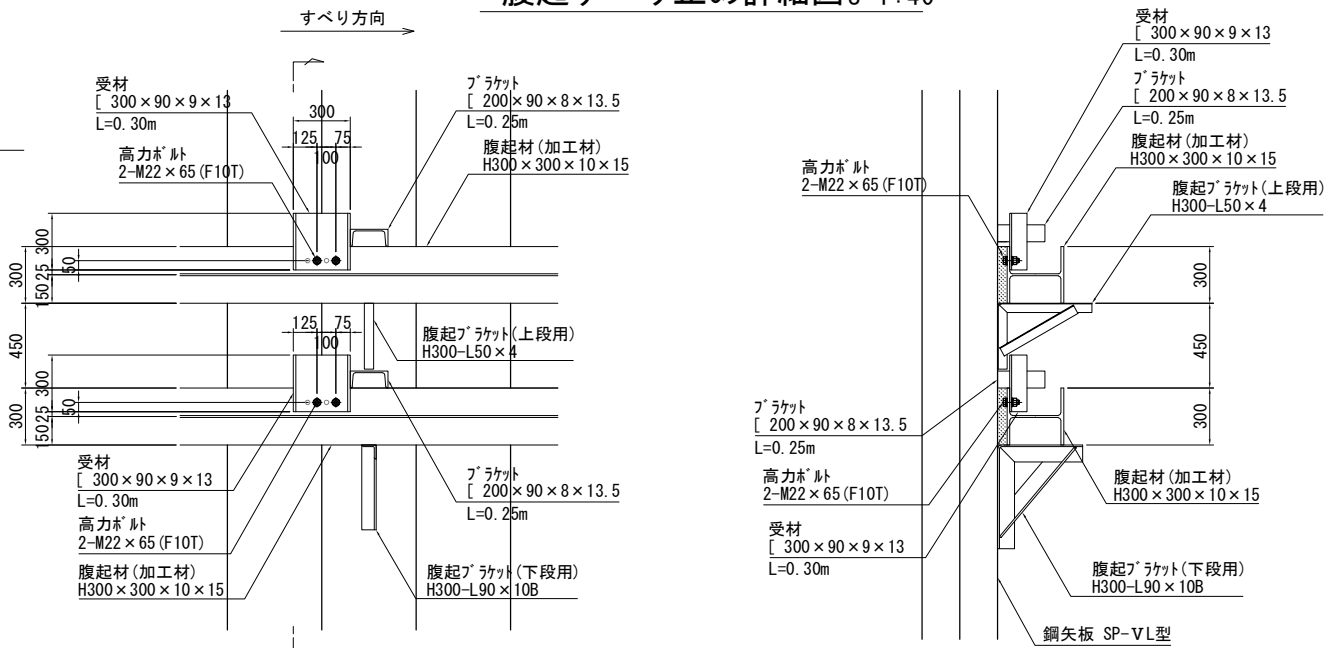 すべり方向
受材
[ 300×90×9×13
L=0.30m
高力ボルト
2-M22×65(F10T)
300
125
75
100
ブラケット
[ 200×90×8×13.5
L=0.25m
腹起材(加工材)
H300×300×10×15
300
300
50
25
150
450
125
75
100
腹起ブラケット(上段用)
H300-L50×4
300
300
50
25
150
受材
[ 300×90×9×13
L=0.30m
高力ボルト
2-M22×65(F10T)
腹起材(加工材)
H300×300×10×15
ブラケット
[ 200×90×8×13.5
L=0.25m
腹起ブラケット(下段用)
H300-L90×10B
受材
[ 300×90×9×13
L=0.30m
ブラケット
[ 200×90×8×13.5
L=0.25m
腹起材(加工材)
H300×300×10×15
高力ボルト
2-M22×65(F10T)
腹起ブラケット(上段用)
H300-L50×4
300
450
300
ブラケット
[ 200×90×8×13.5
L=0.25m
高力ボルト
2-M22×65(F10T)
受材
[ 300×90×9×13
L=0.30m
腹起材(加工材)
H300×300×10×15
腹起ブラケット(下段用)
H300-L90×10B
鋼矢板 SP-VL型